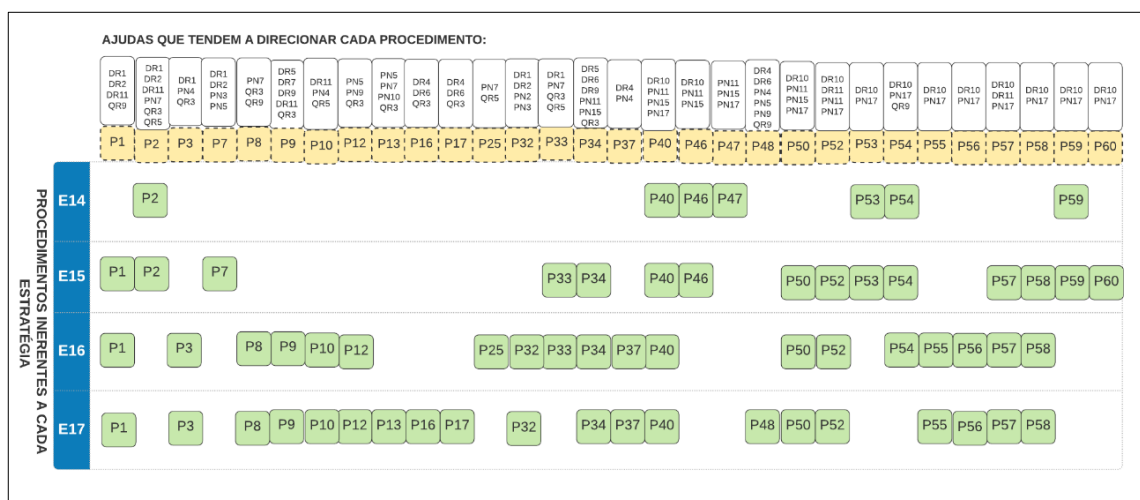 AJUDAS QUE TENDEM A DIRECIONAR CADA PROCEDIMENTO:
DR1
DR2
DR11
QR9
DR1
DR2
DR11
PN7
QR3
QR5
DR1
PN4
QR3
DR1
DR2
PN3
PN5
PN7
QR3
QR9
DR5
DR7
DR9
DR11
QR3
DR11
PN4
QR5
PN5
PN9
QR3
PN5
PN7
PN10
QR3
DR4
DR6
QR3
DR4
DR6
QR3
PN7
QR5
DR1
DR2
PN2
PN3
DR1
PN7
QR3
QR5
DR5
DR6
DR9
PN11
PN15
QR3
DR4
PN4
DR10
PN11
PN15
PN17
DR10
PN11
PN15
PN11
PN15
PN17
DR4
DR6
PN4
PN5
PN9
QR9
DR10
PN11
PN15
PN17
DR10
DR11
PN11
PN17
DR10
PN17
DR10
PN17
QR9
DR10
PN17
DR10
PN17
DR10
DR11
PN17
DR10
PN17
DR10
PN17
DR10
PN17
P1 P2 P3 P7 P8 P9 P10 P12 P13 P16 P17 P25 P32 P33 P34 P37 P40 P46 P47 P48 P50 P52 P53 P54 P55 P56 P57 P58 P59 P60
PROCEDIMENTOS INERENTES A CADA
ESTRATÉGIA
E14 P2 P40 P46 P47 P53 P54 P59
E15 P1 P2 P7 P33 P34 P40 P46 P50 P52 P53 P54 P57 P58 P59 P60
E16 P1 P3 P8 P9 P10 P12 P25 P32 P33 P34 P37 P40 P50 P52 P54 P55 P56 P57 P58
E17 P1 P3 P8 P9 P10 P12 P13 P16 P17 P32 P34 P37 P40 P48 P50 P52 P55 P56 P57 P58